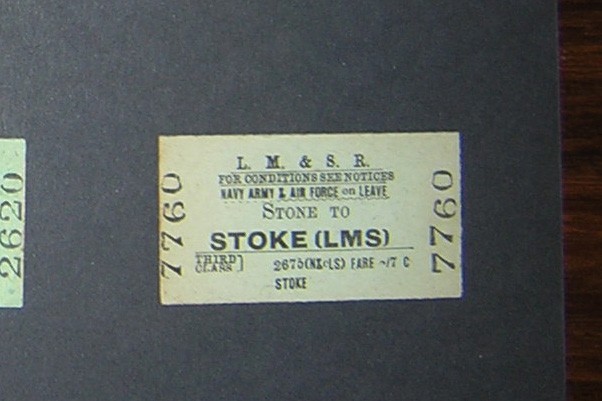 L. M. & S. R.
FOR CONDITIONS SEE NOTICES
NAVY ARMY & AIR FORCE on LEAVE
STONE TO
STOKE (LMS)
THIRD CLASS] FARE ~/7 C
STOKE
7760
7760
2620